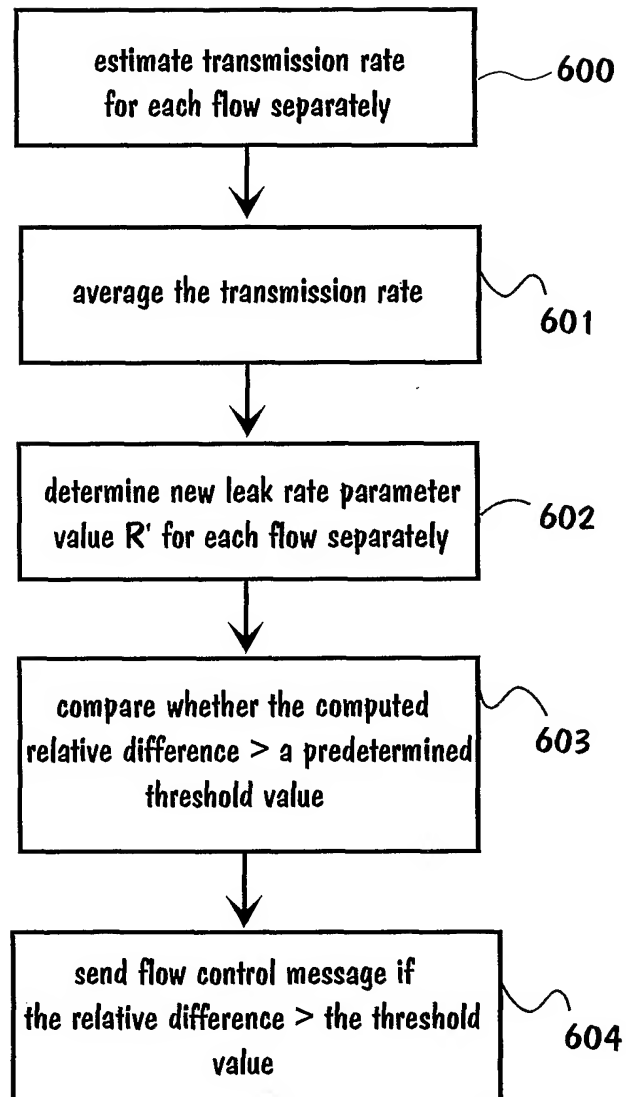 estimate transmission rate
for each flow separately
600
average the transmission rate
601
determine new leak rate parameter
value R' for each flow separately
602
compare whether the computed
relative difference > a predetermined
threshold value
603
send flow control message if
the relative difference > the threshold
value
604